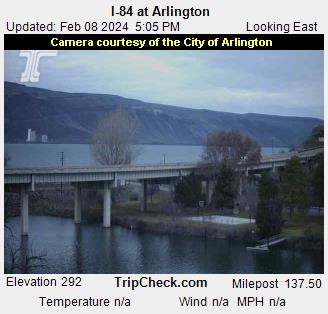 I-84 at Arlington
Updated: Feb 08 2024 5:05 PM Looking East
Camera courtesy of the City of Arlington
Elevation 292 TripCheck.com Milepost 137.50
Temperature n/a Wind n/a MPH n/a